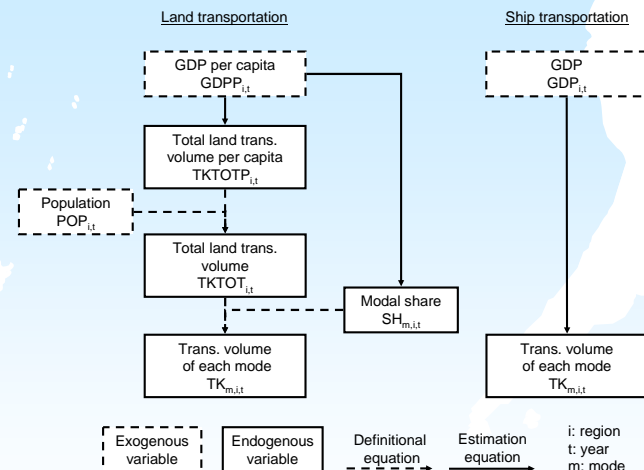 Land transportation
Ship transportation
GDP per capita
GDPP i,t
GDP
GDP i,t
Total land trans.
volume per capita
TKTOTP i,t
Population
POP i,t
Total land trans.
volume
TKTOT i,t
Modal share
SH m,i,t
Trans. volume
of each mode
TK m,i,t
Trans. volume
of each mode
TK m,i,t
Exogenous
variable
Endogenous
variable
Definitional
equation
Estimation
equation
i: region
t: year
m: mode